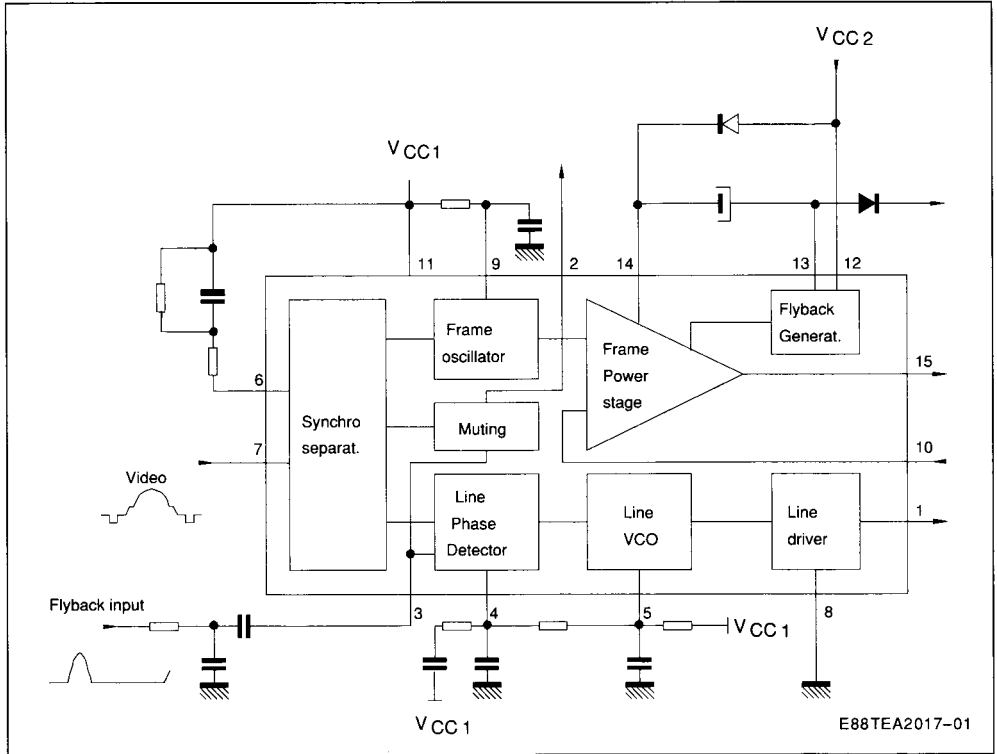 V CC 2
V CC1
11
9
2
14
13
12
Frame
oscillator
Flyback
Generat.
Frame
Power
stage
15
6
Synchro
separat.
Muting
7
10
Video
Line
Phase
Detector
Line
VCO
Line
driver
1
Flyback input
3
4
5
8
V CC 1
V CC 1
E88TEA2017-01